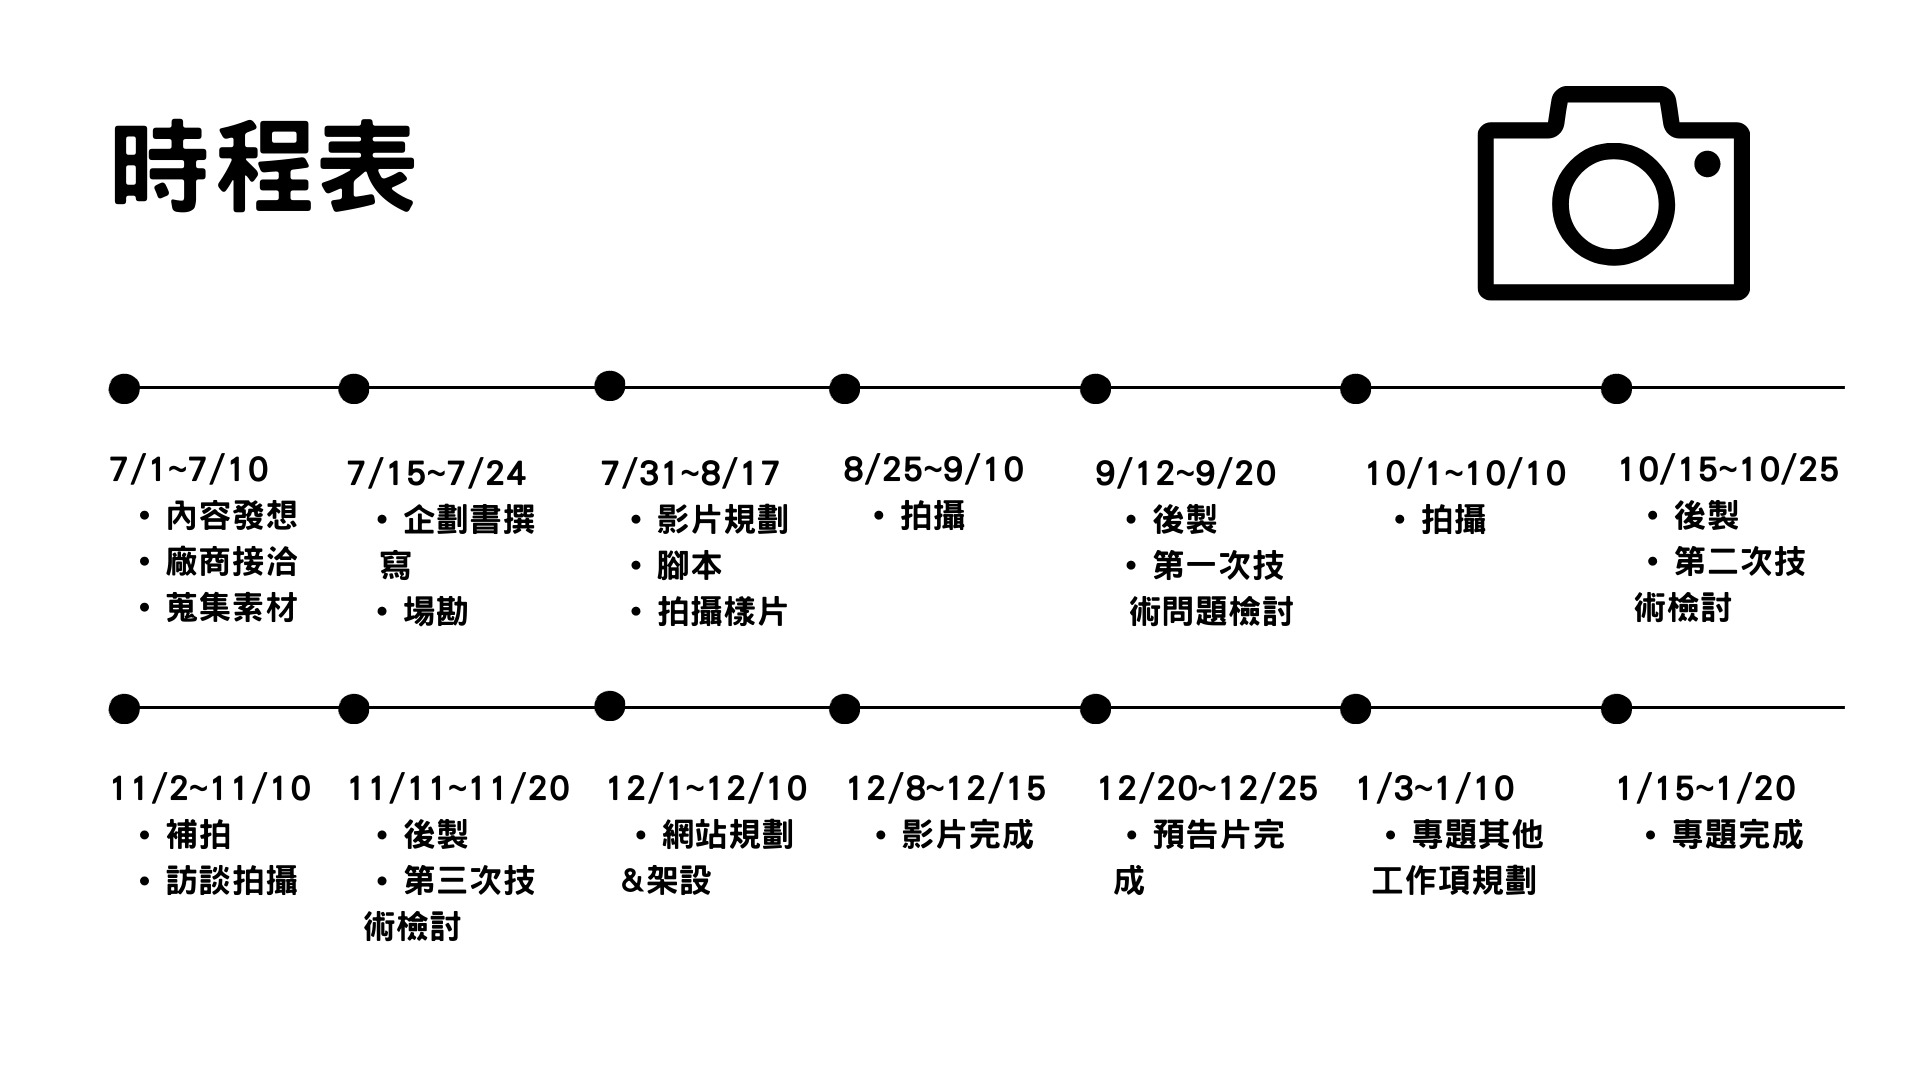 時程表
7/1~7/10
• 內容發想
• 廠商接洽
• 蒐集素材
7/15~7/24
• 企劃書撰
寫
• 場勘
7/31~8/17
• 影片規劃
• 腳本
• 拍攝樣片
8/25~9/10
• 拍攝
9/12~9/20
• 後製
• 第一次技
術問題檢討
10/1~10/10
• 拍攝
10/15~10/25
• 後製
• 第二次技
術檢討
11/2~11/10
• 補拍
• 訪談拍攝
11/11~11/20
• 後製
• 第三次技
術檢討
12/1~12/10
• 網站規劃
&架設
12/8~12/15
• 影片完成
12/20~12/25
• 預告片完
成
1/3~1/10
• 專題其他
工作項規劃
1/15~1/20
• 專題完成